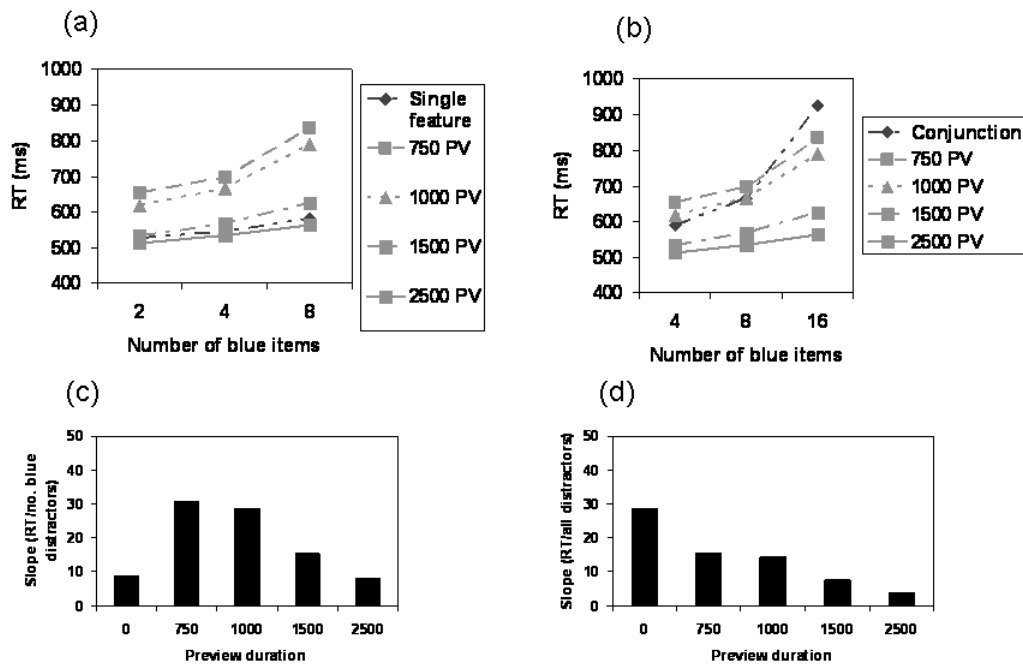 (a)
1000
900
800
700
600
500
400
RT (ms)
2
4
8
Number of blue items
Single
feature
750 PV
1000 PV
1500 PV
2500 PV
(b)
1000
900
800
700
600
500
400
RT (ms)
4
8
16
Number of blue items
Conjunction
750 PV
1000 PV
1500 PV
2500 PV
(c)
50
40
30
20
10
0
Slope (RT/no. blue
distractors)
0
750
1000
1500
2500
Preview duration
(d)
50
40
30
20
10
0
Slope (RT/all distractors)
0
750
1000
1500
2500
Preview duration